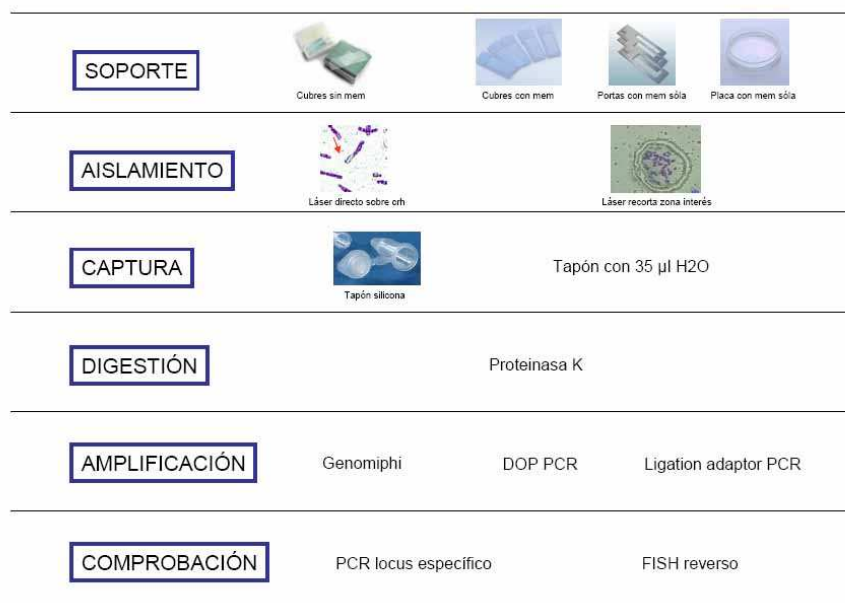 SOPORTE
Cubres sin mem
Cubres con mem
Portas con mem sóla
Placa con mem sóla
AISLAMIENTO
Láser directo sobre crh
Láser recorta zona interés
CAPTURA
Tapón silicona
Tapón con 35 µl H2O
DIGESTIÓN
Proteinasa K
AMPLIFICACIÓN
Genomiphi
DOP PCR
Ligation adaptor PCR
COMPROBACIÓN
PCR locus específico
FISH reverso